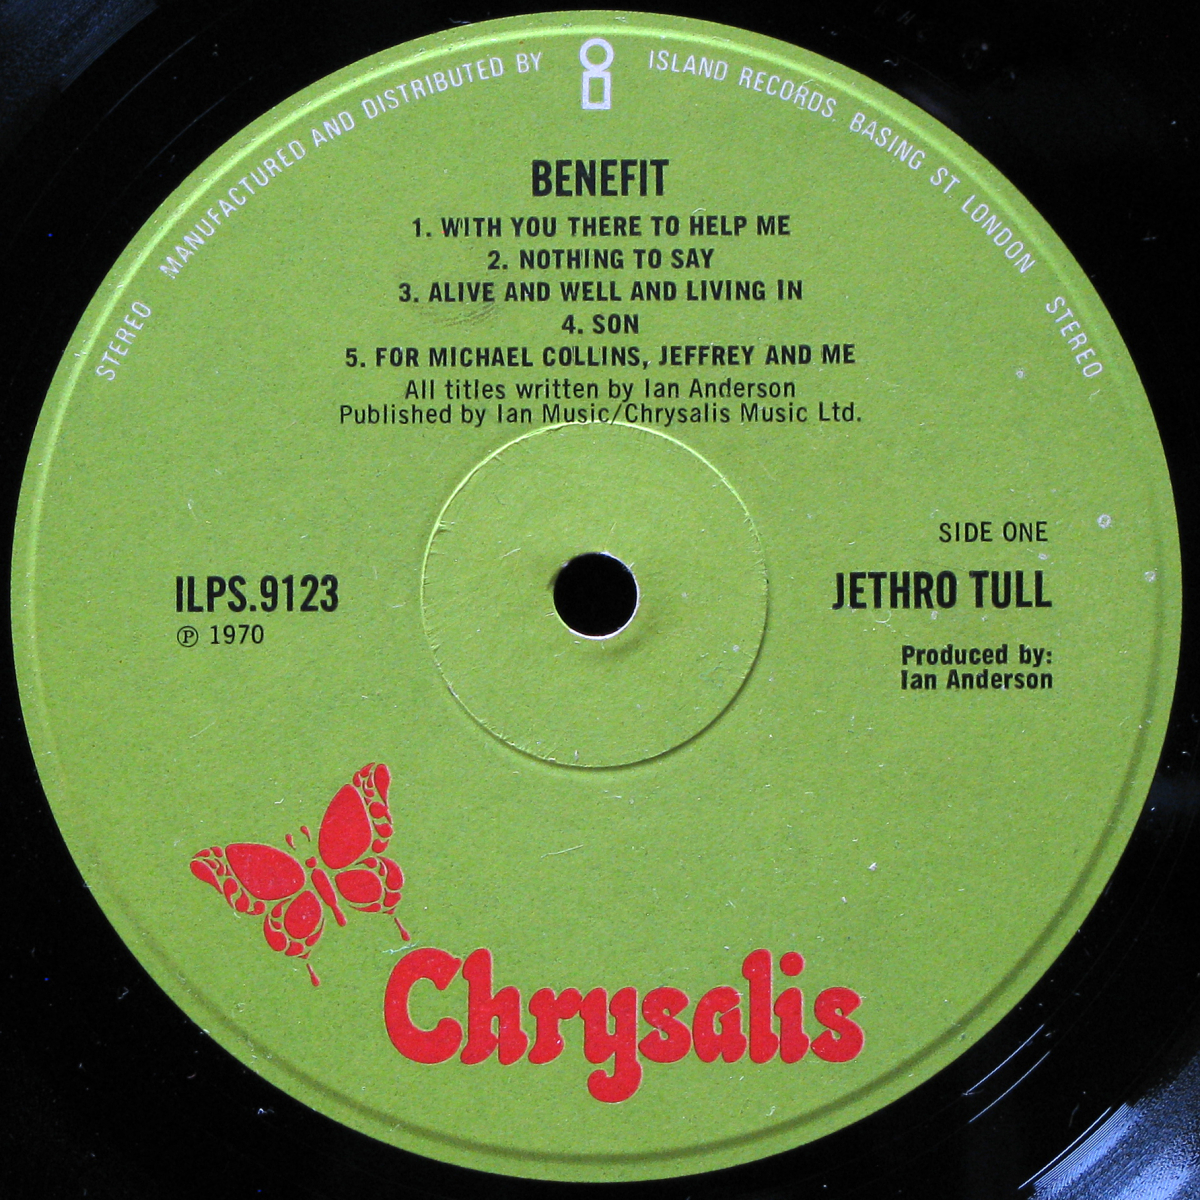 STEREO MANUFACTURED AND DISTRIBUTED BY ISLAND RECORDS. BASING ST. LONDON STEREO
BENEFIT
1. WITH YOU THERE TO HELP ME
2. NOTHING TO SAY
3. ALIVE AND WELL AND LIVING IN
4. SON
5. FOR MICHAEL COLLINS, JEFFREY AND ME
All titles written by Ian Anderson
Published by Ian Music/Chrysalis Music Ltd.
SIDE ONE
ILPS.9123
℗ 1970
JETHRO TULL
Produced by:
Ian Anderson
Chrysalis